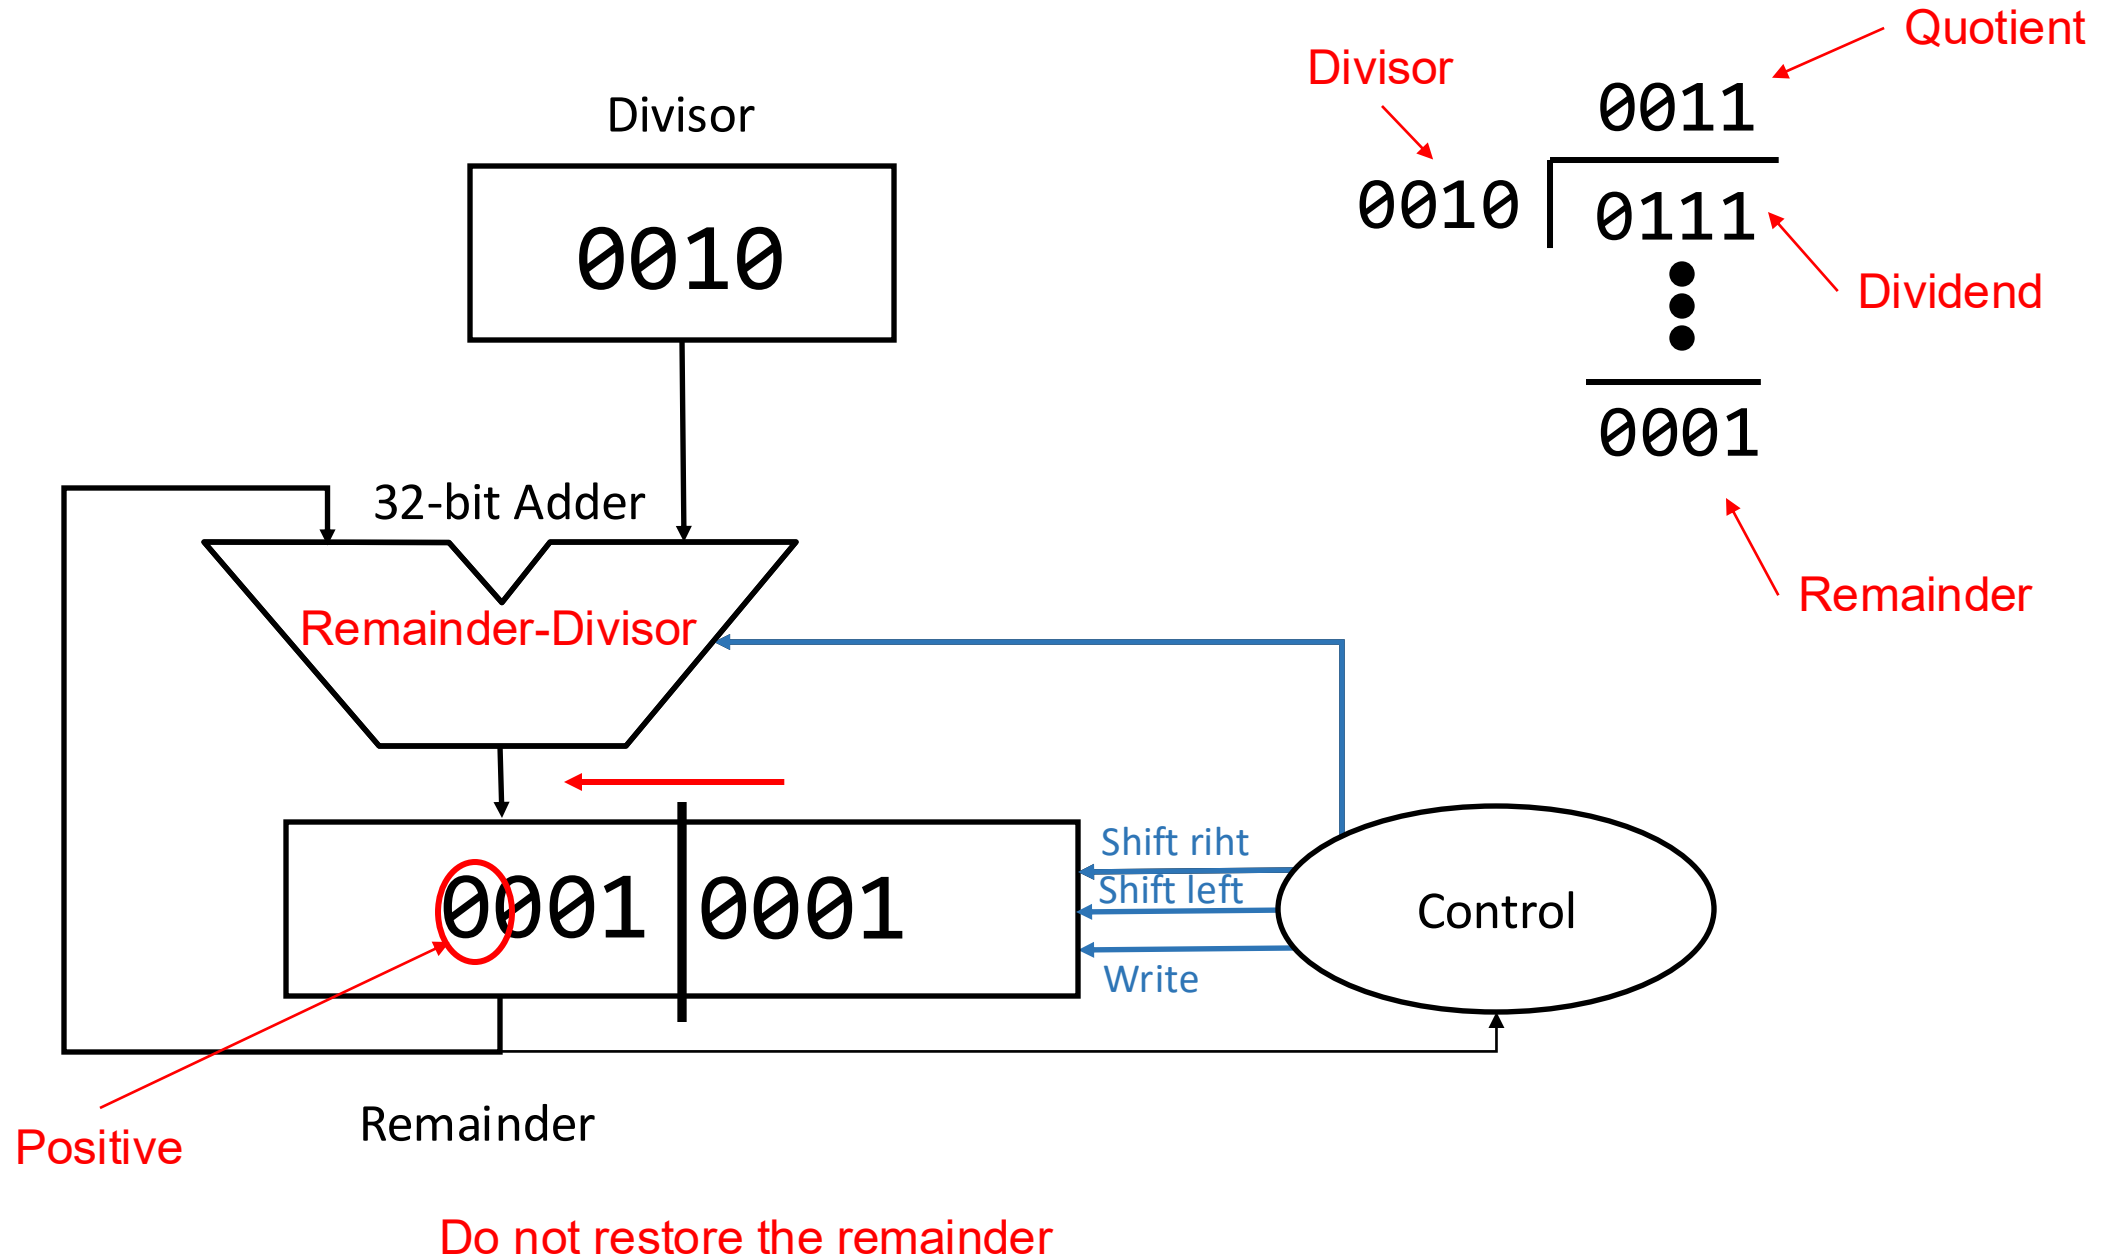 Quotient
Divisor
0011
Divisor
0010
0111
0010
Dividend
0001
32-bit Adder
Remainder
Remainder-Divisor
Shift riht
Shift left
0001 0001
Control
Write
Remainder
Positive
Do not restore the remainder